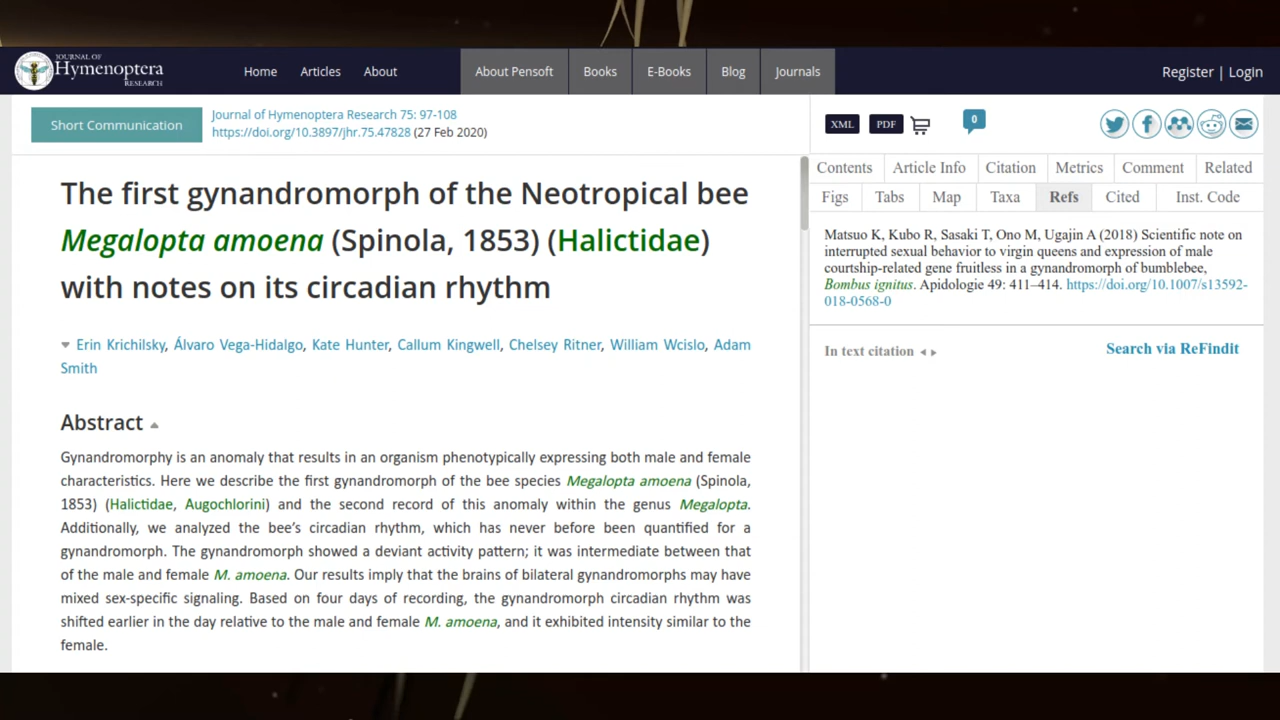 JOURNAL OF
Hymenoptera
RESEARCH
Home Articles About About Pensoft Books E-Books Blog Journals Register | Login
Short Communication
Journal of Hymenoptera Research 75: 97-108
https://doi.org/10.3897/jhr.75.47828 (27 Feb 2020)
The first gynandromorph of the Neotropical bee
Megalopta amoena (Spinola, 1853) (Halictidae)
with notes on its circadian rhythm
Erin Krichilsky, Álvaro Vega-Hidalgo, Kate Hunter, Callum Kingwell, Chelsey Ritner, William Wcislo, Adam
Smith
Abstract
Gynandromorphy is an anomaly that results in an organism phenotypically expressing both male and female
characteristics. Here we describe the first gynandromorph of the bee species Megalopta amoena (Spinola,
1853) (Halictidae, Augochlorini) and the second record of this anomaly within the genus Megalopta.
Additionally, we analyzed the bee's circadian rhythm, which has never before been quantified for a
gynandromorph. The gynandromorph showed a deviant activity pattern; it was intermediate between that
of the male and female M. amoena. Our results imply that the brains of bilateral gynandromorphs may have
mixed sex-specific signaling. Based on four days of recording, the gynandromorph circadian rhythm was
shifted earlier in the day relative to the male and female M. amoena, and it exhibited intensity similar to the
female.
XML PDF 0
Contents Article Info Citation Metrics Comment Related
Figs Tabs Map Taxa Refs Cited Inst. Code
Matsuo K, Kubo R, Sasaki T, Ono M, Ugajin A (2018) Scientific note on
interrupted sexual behavior to virgin queens and expression of male
courtship-related gene fruitless in a gynandromorph of bumblebee,
Bombus ignitus. Apidologie 49: 411–414. https://doi.org/10.1007/s13592-
018-0568-0
In text citation Search via ReFindit